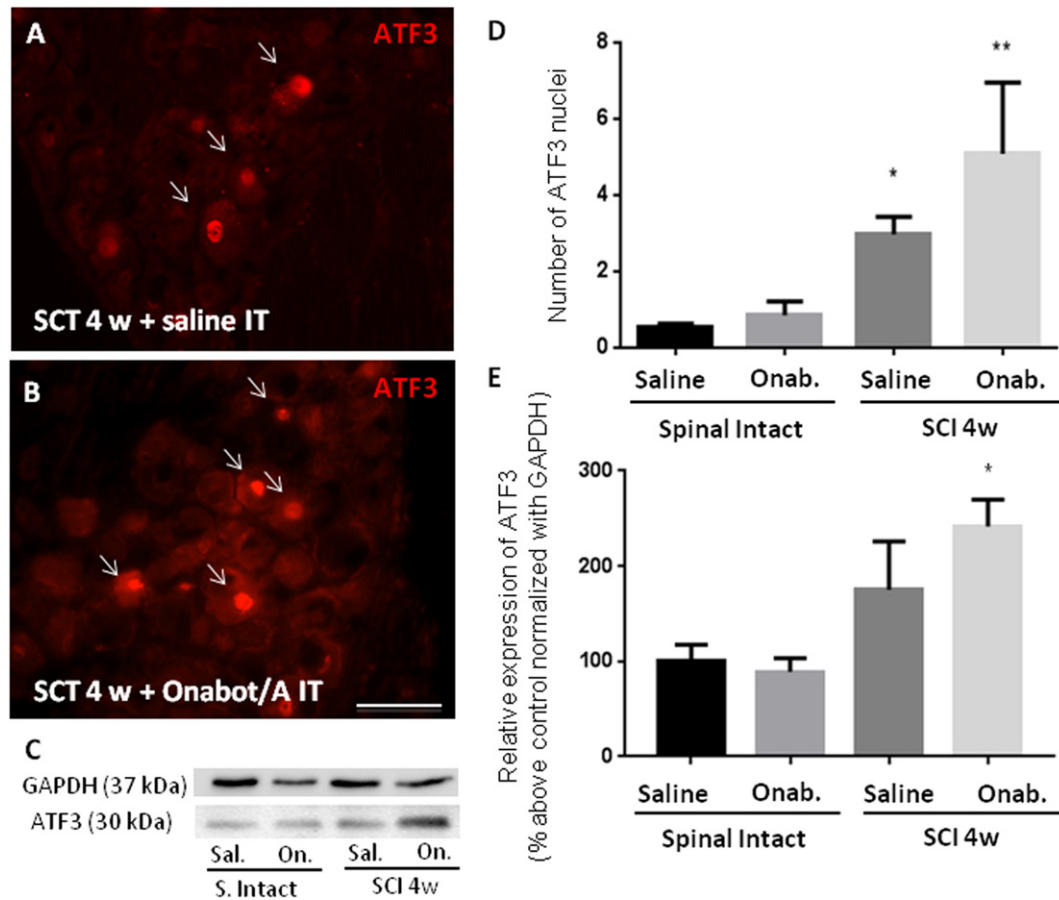 A
ATF3
SCT 4 w + saline IT
B
ATF3
SCT 4 w + Onabot/A IT
C
GAPDH (37 kDa)
ATF3 (30 kDa)
Sal. On. Sal. On.
S. Intact SCI 4w
D
Number of ATF3 nuclei
8
6
4
2
0
*
**
Saline Onab. Saline Onab.
Spinal Intact SCI 4w
E
Relative expression of ATF3
(% above control normalized with GAPDH)
300
200
100
0
*
Saline Onab. Saline Onab.
Spinal Intact SCI 4w